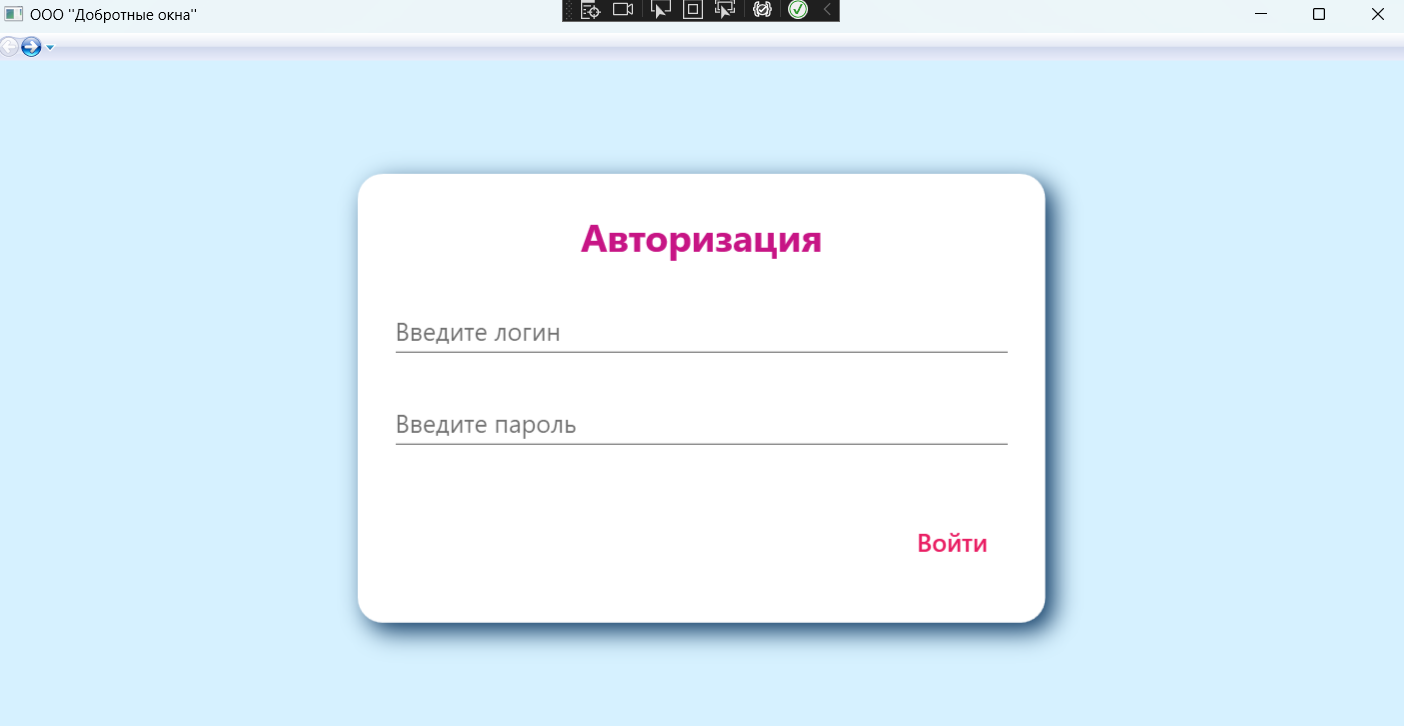 ООО "Добротные окна"
Авторизация
Введите логин
Введите пароль
Войти